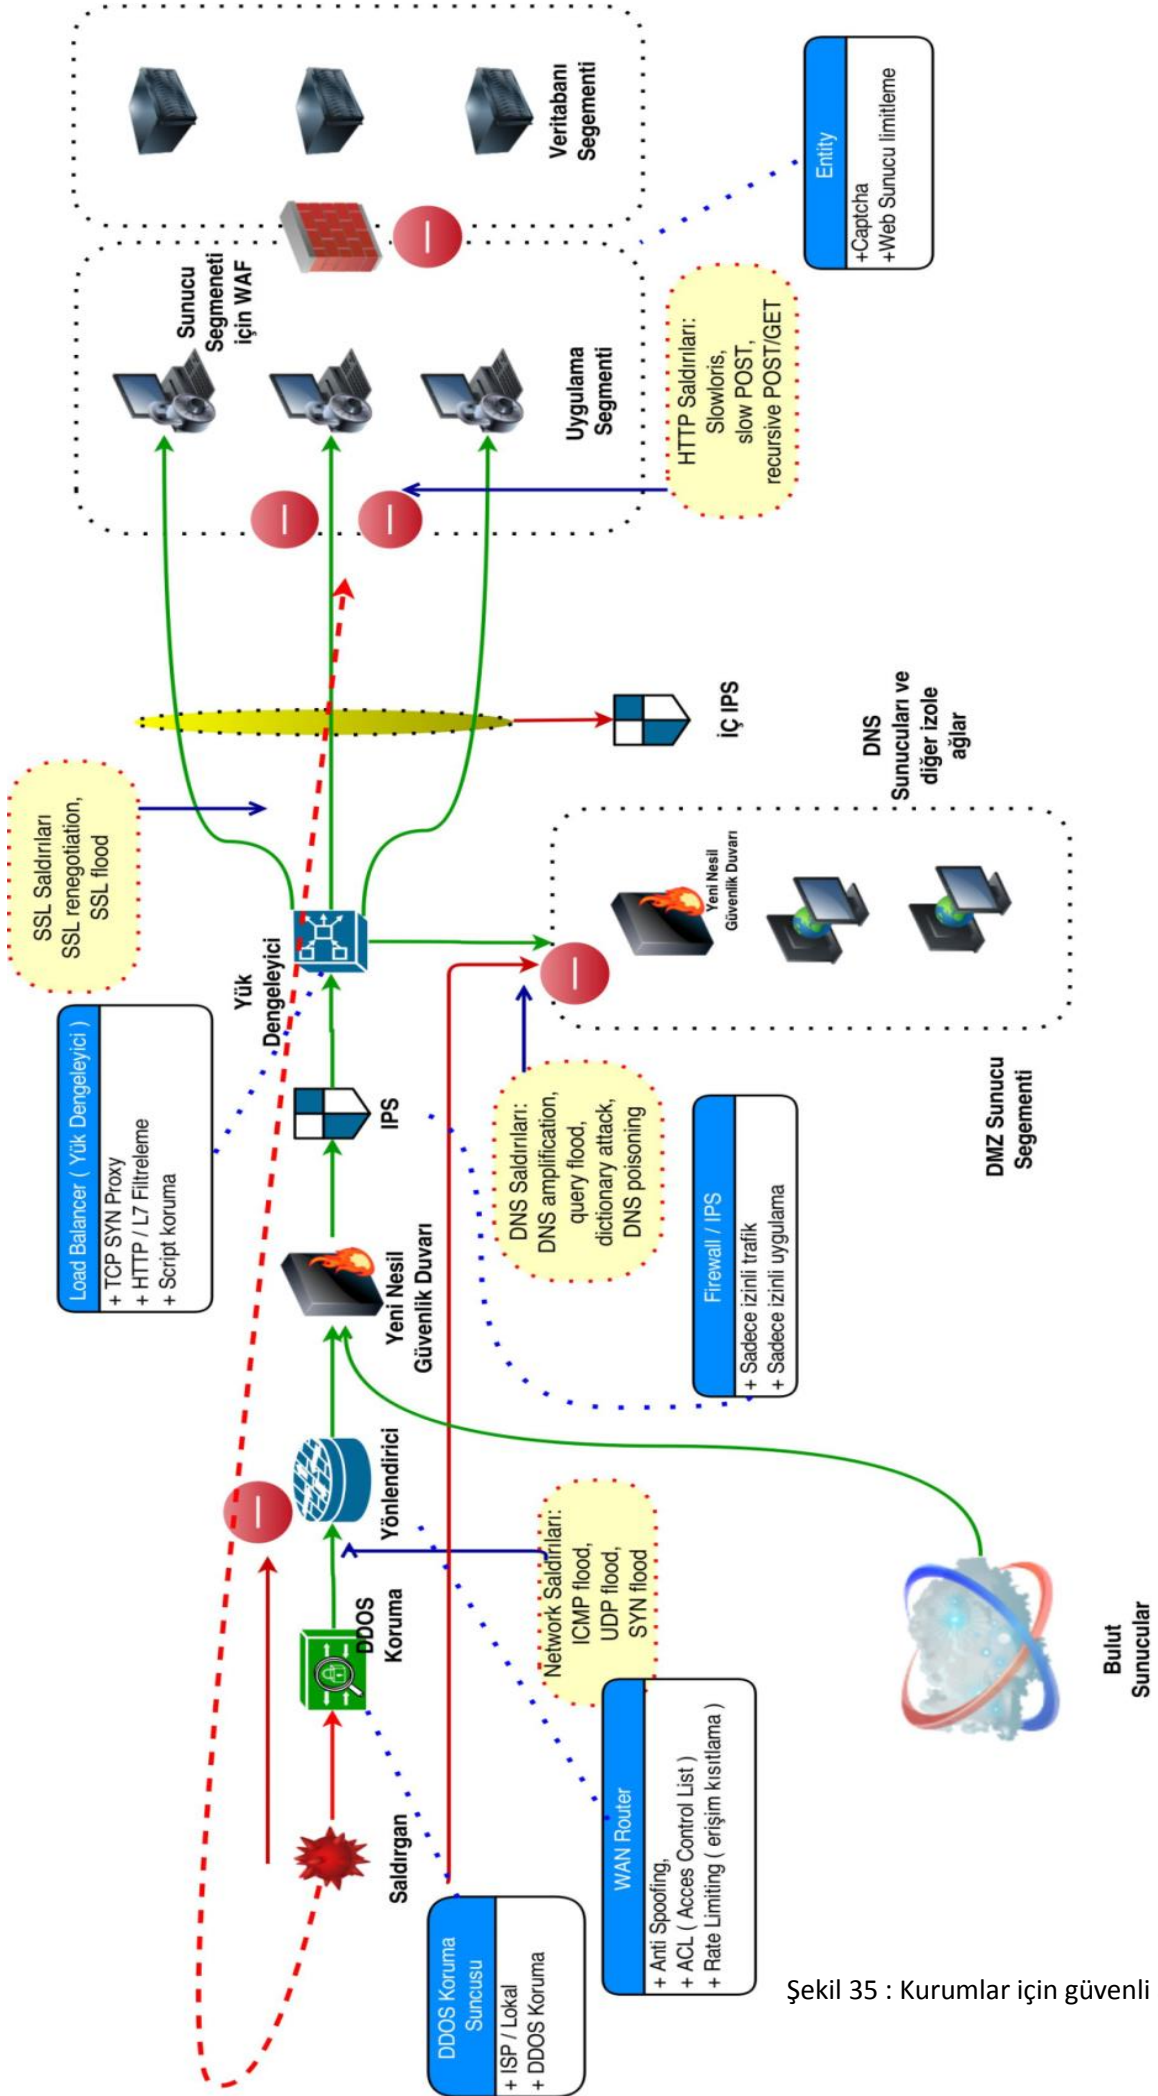 Saldırgan
DDOS
Koruma
Yönlendirici
Yeni Nesil
Güvenlik Duvarı
IPS
Yük
Dengeleyici
İÇ IPS
Sunucu
Segmeneti
için WAF
Uygulama
Segmenti
Veritabanı
Segementi
SSL Saldırıları
SSL renegotiation,
SSL flood
Load Balancer ( Yük Dengeleyici )
+ TCP SYN Proxy
+ HTTP / L7 Filtreleme
+ Script koruma
HTTP Saldırıları:
Slowloris,
slow POST,
recursive POST/GET
Entity
+Captcha
+Web Sunucu limitleme
DNS Saldırıları:
DNS amplification,
query flood,
dictionary attack,
DNS poisoning
Yeni Nesil
Güvenlik Duvarı
DNS
Sunucuları ve
diğer izole
ağlar
DMZ Sunucu
Segementi
Firewall / IPS
+ Sadece izinli trafik
+ Sadece izinli uygulama
Network Saldırıları:
ICMP flood,
UDP flood,
SYN flood
WAN Router
+ Anti Spoofing,
+ ACL ( Acces Control List )
+ Rate Limiting ( erişim kısıtlama )
DDOS Koruma
Suncusu
+ ISP / Lokal
+ DDOS Koruma
Bulut
Sunucular
Şekil 35 : Kurumlar için güvenli